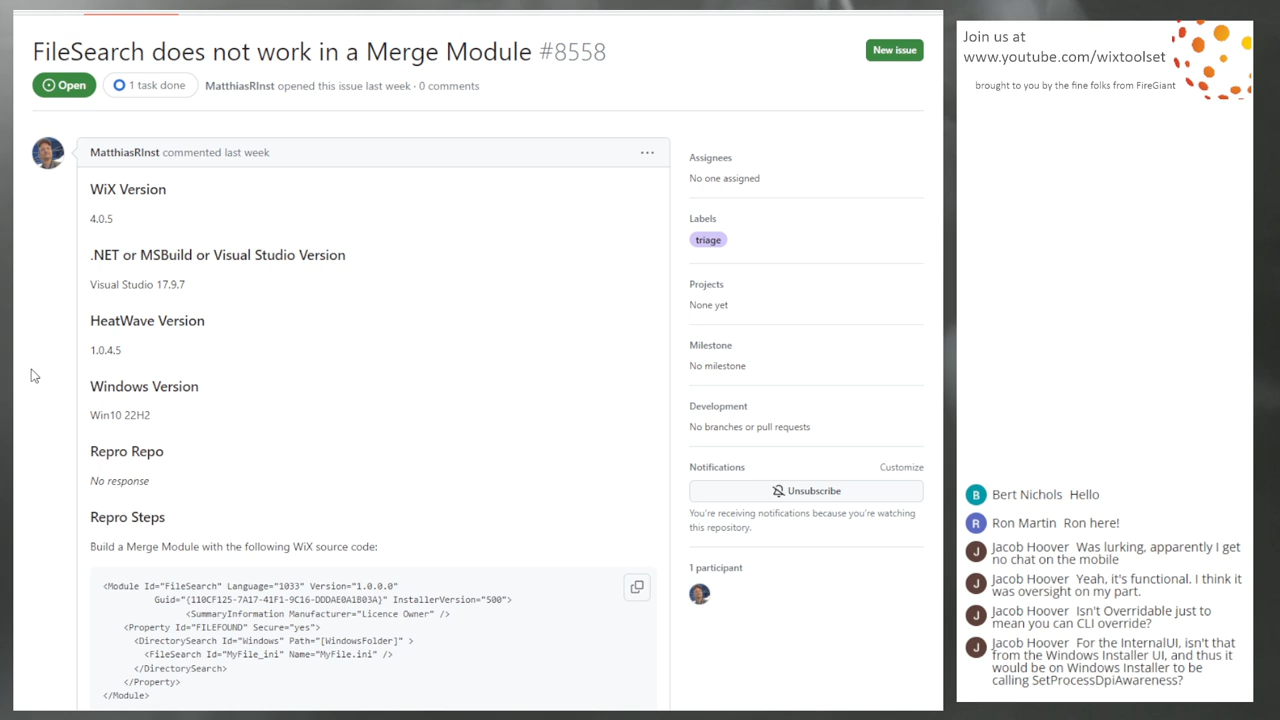 FileSearch does not work in a Merge Module #8558
New issue
Open
1 task done
MatthiasRInst opened this issue last week · 0 comments
MatthiasRInst commented last week
WiX Version
4.0.5
.NET or MSBuild or Visual Studio Version
Visual Studio 17.9.7
HeatWave Version
1.0.4.5
Windows Version
Win10 22H2
Repro Repo
No response
Repro Steps
Build a Merge Module with the following WiX source code:
<Module Id="FileSearch" Language="1033" Version="1.0.0.0"
Guid="{110CF125-7A17-41F1-9C16-DDDAE0A1B03A}" InstallerVersion="500">
<SummaryInformation Manufacturer="Licence Owner" />
<Property Id="FILEFOUND" Secure="yes">
<DirectorySearch Id="Windows" Path="[WindowsFolder]" >
<FileSearch Id="MyFile_ini" Name="MyFile.ini" />
</DirectorySearch>
</Property>
</Module>
Assignees
No one assigned
Labels
triage
Projects
None yet
Milestone
No milestone
Development
No branches or pull requests
Notifications
Customize
Unsubscribe
You're receiving notifications because you're watching
this repository.
1 participant
Join us at
www.youtube.com/wixtoolset
brought to you by the fine folks from FireGiant
B Bert Nichols Hello
R Ron Martin Ron here!
J Jacob Hoover Was lurking, apparently I get
no chat on the mobile
J Jacob Hoover Yeah, it's functional. I think it
was oversight on my part.
J Jacob Hoover Isn't Overridable just to
mean you can CLI override?
J Jacob Hoover For the InternalUI, isn't that
from the Windows Installer UI, and thus it
would be on Windows Installer to be
calling SetProcessDpiAwareness?